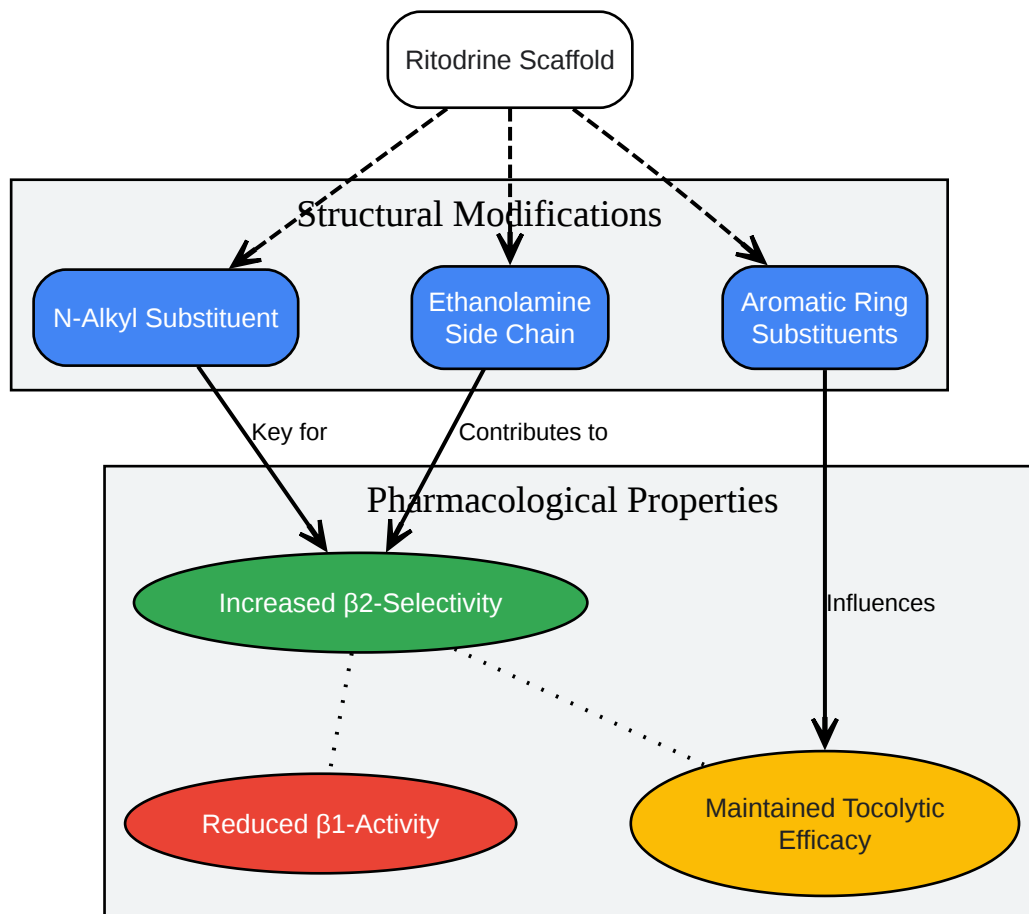 Ritodrine Scaffold
Structural Modifications
N-Alkyl Substituent
Ethanolamine
Side Chain
Aromatic Ring
Substituents
Key for
Contributes to
Pharmacological Properties
Increased β2-Selectivity
Influences
Reduced β1-Activity
Maintained Tocolytic
Efficacy